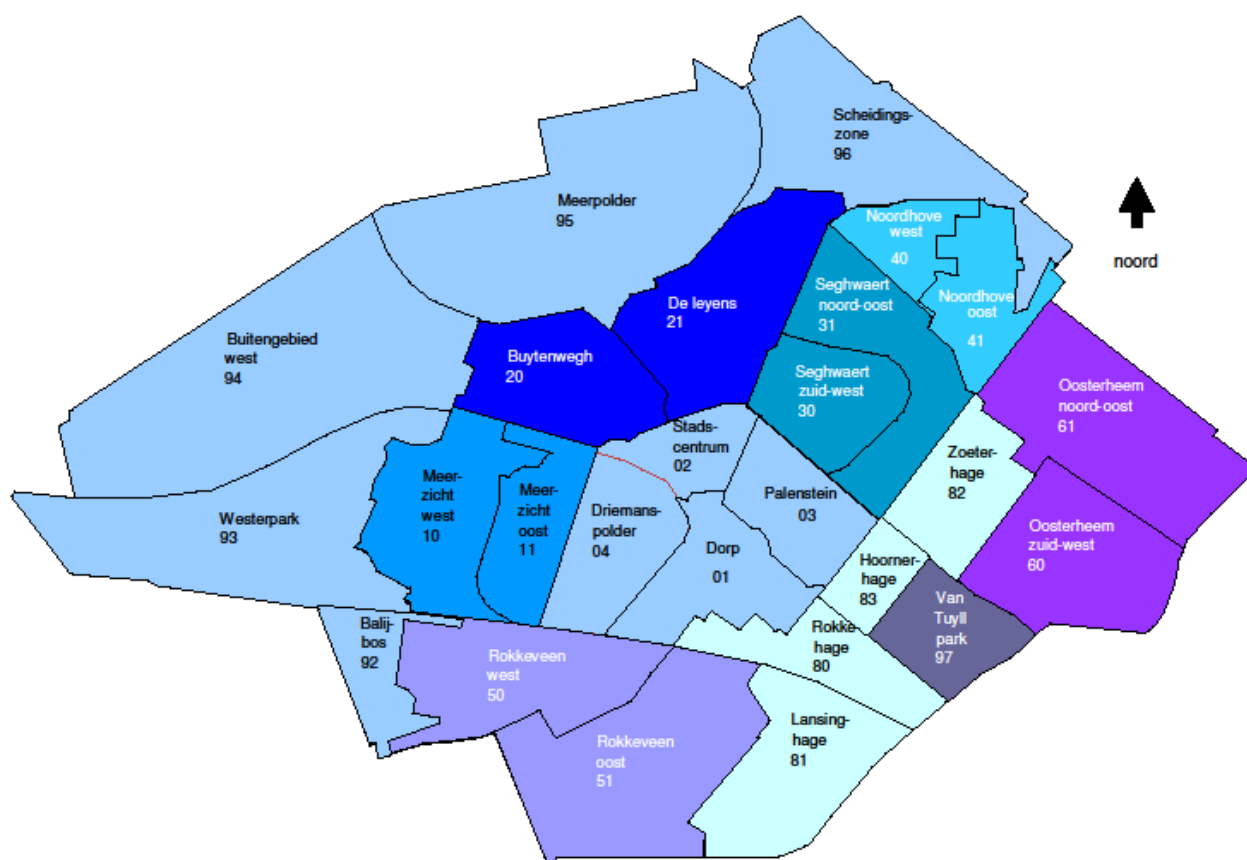 Scheidings-
zone
96
Meerpolder
95
noord
Noordhove
west
40
De leyens
21
Seghwaert
noord-oost
31
Noordhove
oost
41
Buitengebied
west
94
Buytenwegh
20
Seghwaert
zuid-west
30
Oosterheem
noord-oost
61
Stads-
centrum
02
Zoeter-
hage
82
Meer-
zicht
west
10
Meer-
zicht
oost
11
Westerpark
93
Driemans-
polder
04
Palenstein
03
Oosterheem
zuid-west
60
Dorp
01
Hoorner-
hage
83
Van
Tuyll
park
97
Balij-
bos
92
Rokke-
hage
80
Rokkeveen
west
50
Lansing-
hage
81
Rokkeveen
oost
51